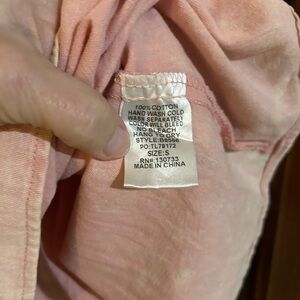 100% COTTON
HAND WASH COLD
WASH SEPARATELY
COLOR WILL BLEED
NO BLEACH
HANG TO DRY
STYLE:D8566
PO:TL78172
SIZE:S
RN# 130733
MADE IN CHINA